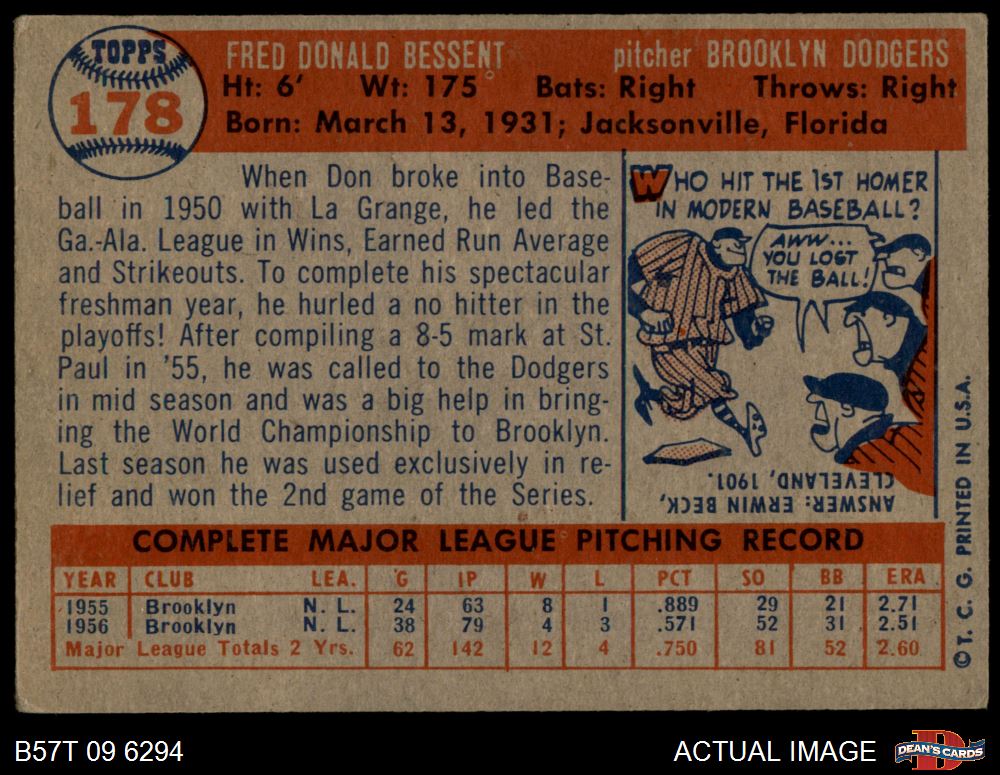 TOPPS
178
FRED DONALD BESSENT
pitcher BROOKLYN DODGERS
Ht: 6' Wt: 175 Bats: Right Throws: Right
Born: March 13, 1931; Jacksonville, Florida
When Don broke into Base-
ball in 1950 with La Grange, he led the
Ga.-Ala. League in Wins, Earned Run Average
and Strikeouts. To complete his spectacular
freshman year, he hurled a no hitter in the
playoffs! After compiling a 8-5 mark at St.
Paul in '55, he was called to the Dodgers
in mid season and was a big help in bring-
ing the World Championship to Brooklyn.
Last season he was used exclusively in re-
lief and won the 2nd game of the Series.
WHO HIT THE 1ST HOMER
IN MODERN BASEBALL?
AWW...
YOU LOST
THE BALL!
ANSWER: ERWIN BECK,
CLEVELAND, 1901.
COMPLETE MAJOR LEAGUE PITCHING RECORD
YEAR CLUB LEA. G IP W L PCT SO BB ERA
1955 Brooklyn N. L. 24 63 8 1 .889 29 21 2.71
1956 Brooklyn N. L. 38 79 4 3 .571 52 31 2.51
Major League Totals 2 Yrs. 62 142 12 4 .750 81 52 2.60
©T. C. G. PRINTED IN U.S.A.
B57T 09 6294
ACTUAL IMAGE
D
DEAN'S CARDS